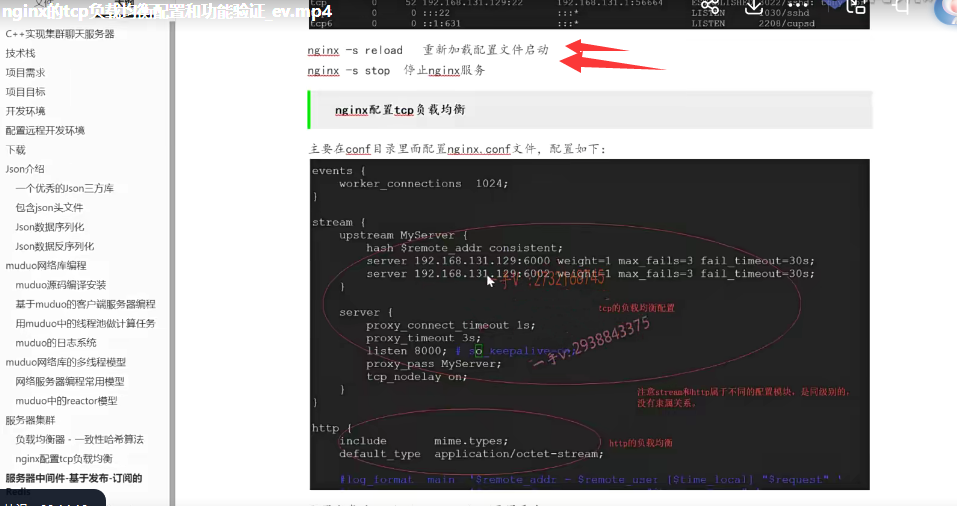 nginx的tcp负载均衡配置和功能验证_ev.mp4
C++实现集群聊天服务器
技术栈
项目需求
项目目标
开发环境
配置远程开发环境
下载
Json介绍
一个优秀的Json三方库
包含json头文件
Json数据序列化
Json数据反序列化
muduo网络库编程
muduo源码编译安装
基于muduo的客户端服务器编程
用muduo中的线程池做计算任务
muduo的日志系统
muduo网络库的多线程模型
网络服务器编程常用模型
muduo中的reactor模型
服务器集群
负载均衡器 - 一致性哈希算法
nginx配置tcp负载均衡
服务器中间件-基于发布-订阅的
Redis
tcp 0 52 192.168.131.129:22 192.168.1.1:56664
0 0 :::22 :::* LISTEN 2030/sshd
tcp6 0 0 ::1:631 :::* LISTEN 2208/cupsd
nginx -s reload 重新加载配置文件启动
nginx -s stop 停止nginx服务
nginx配置tcp负载均衡
主要在conf目录里面配置nginx.conf文件，配置如下：
events {
worker_connections 1024;
}
stream {
upstream MyServer {
hash $remote_addr consistent;
server 192.168.131.129:6000 weight=1 max_fails=3 fail_timeout=30s;
server 192.168.131.129:6002 weight=1 max_fails=3 fail_timeout=30s;
}
tcp的负载均衡配置
server {
proxy_connect_timeout 1s;
proxy_timeout 3s;
listen 8000; # so_keepalive
proxy_pass MyServer;
tcp_nodelay on;
}
}
一手v:2938843375
注意stream和http属于不同的配置模块，是同级别的，
没有隶属关系。
http {
include mime.types;
default_type application/octet-stream;
http的负载均衡
#log_format main '$remote_addr - $remote_user [$time_local] "$request" '